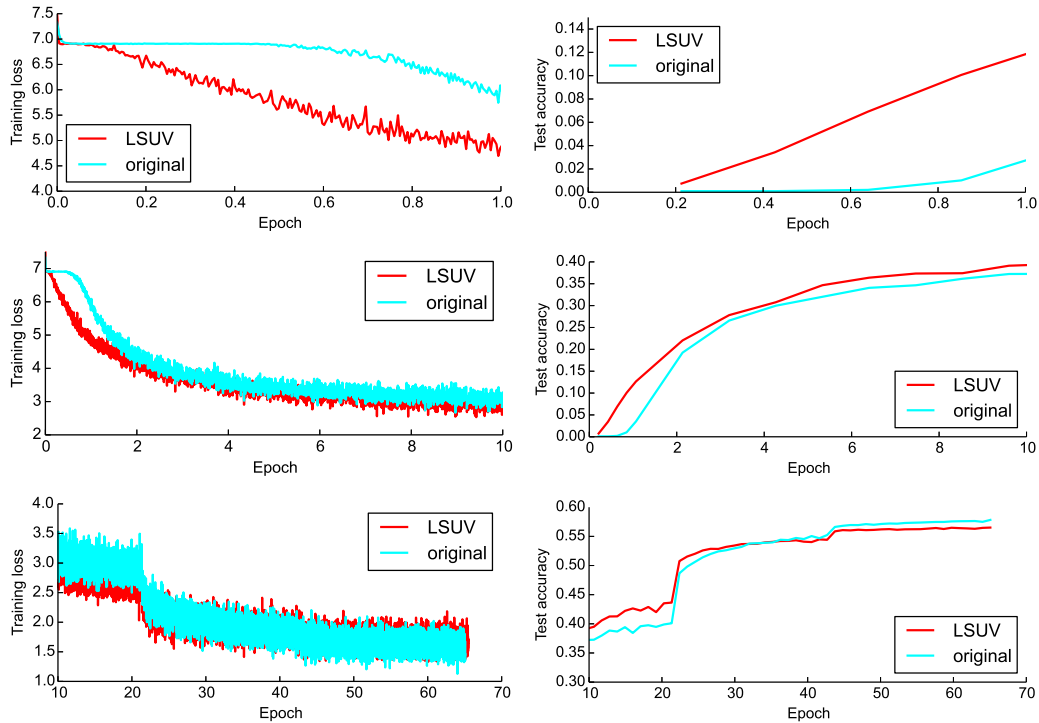 7.5
7.0
6.5
6.0
5.5
5.0
4.5
4.0
Training loss
LSUV
original
0.0 0.2 0.4 0.6 0.8 1.0
Epoch
0.14
0.12
0.10
0.08
0.06
0.04
0.02
0.00
Test accuracy
LSUV
original
0.0 0.2 0.4 0.6 0.8 1.0
Epoch
7
6
5
4
3
2
Training loss
LSUV
original
0 2 4 6 8 10
Epoch
0.40
0.35
0.30
0.25
0.20
0.15
0.10
0.05
0.00
Test accuracy
LSUV
original
0 2 4 6 8 10
Epoch
4.0
3.5
3.0
2.5
2.0
1.5
1.0
Training loss
LSUV
original
10 20 30 40 50 60 70
Epoch
0.60
0.55
0.50
0.45
0.40
0.35
0.30
Test accuracy
LSUV
original
10 20 30 40 50 60 70
Epoch